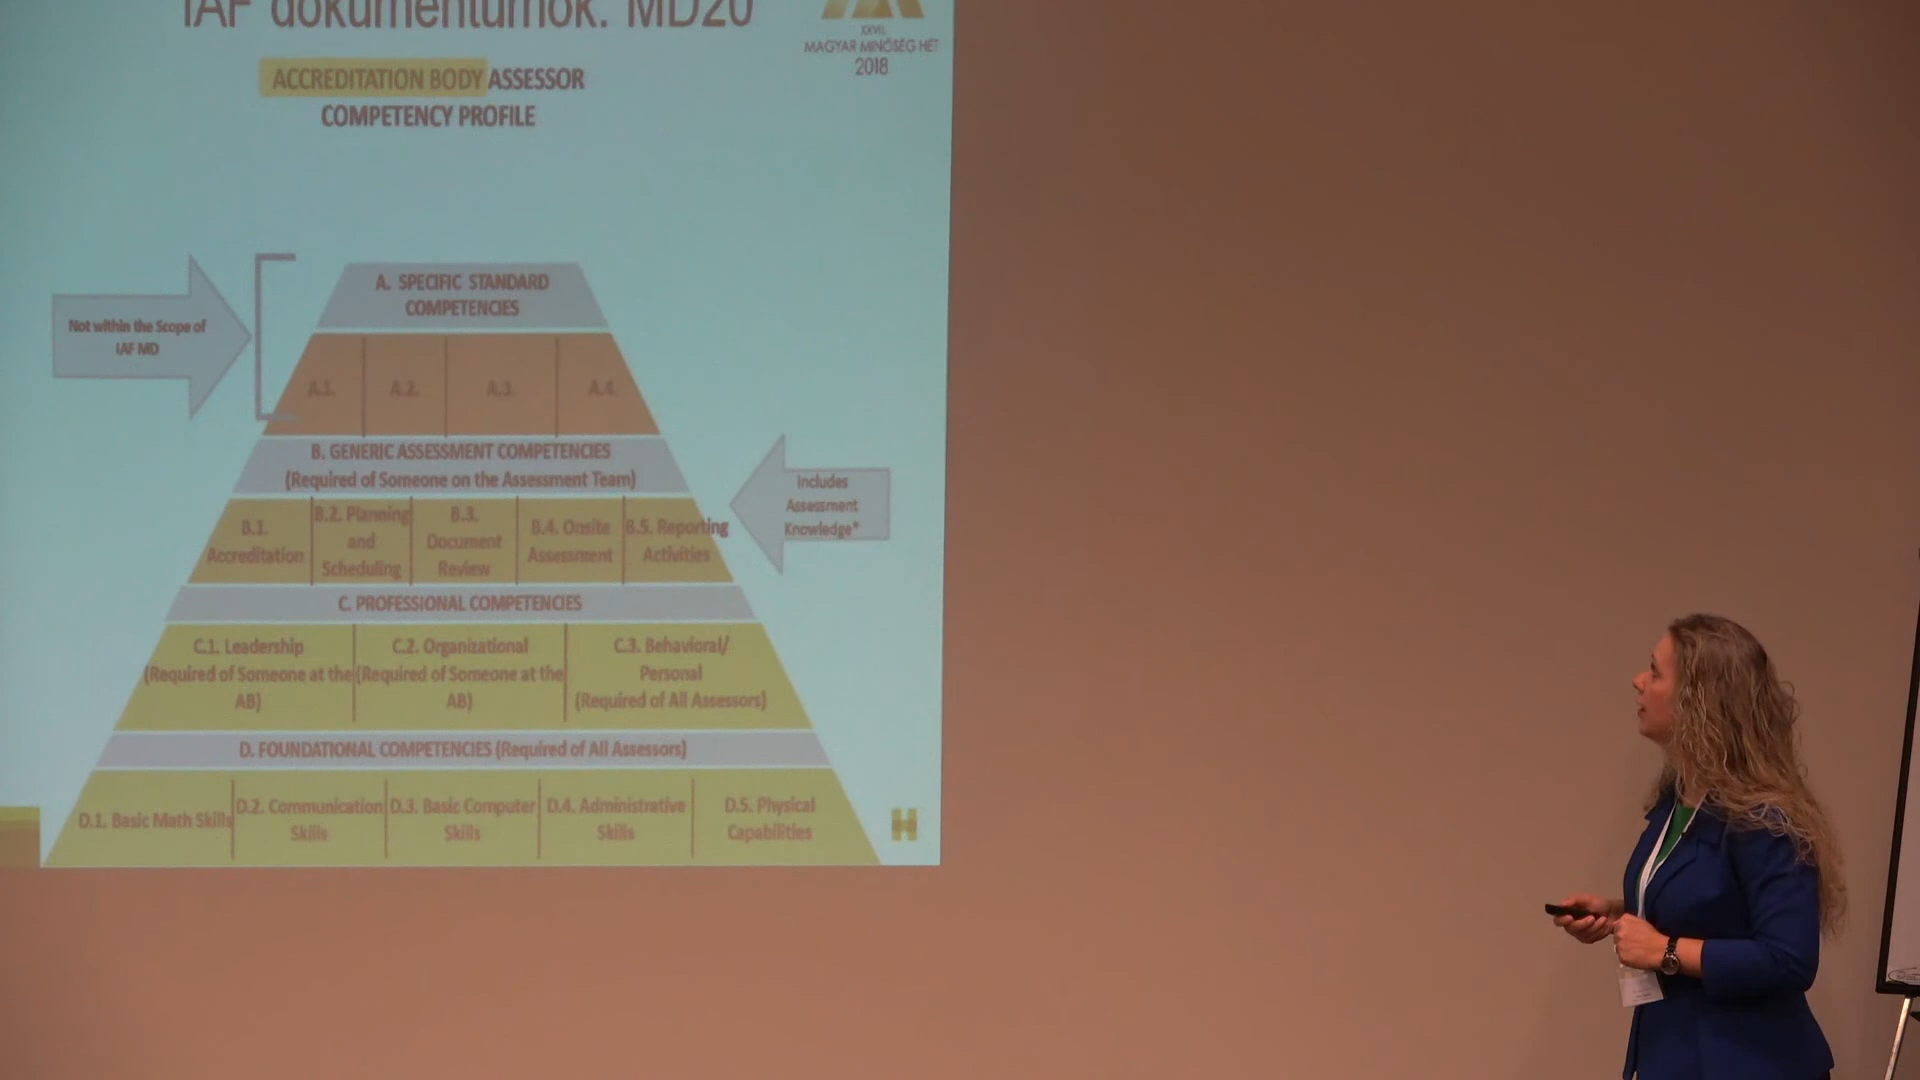 IAF dokumentumok: MD20
XXVII.
MAGYAR MINŐSÉG HÉT
2018
ACCREDITATION BODY ASSESSOR
COMPETENCY PROFILE
Not within the Scope of
IAF MD
A. SPECIFIC STANDARD
COMPETENCIES
A.1.
A.2.
A.3.
A.4.
B. GENERIC ASSESSMENT COMPETENCIES
(Required of Someone on the Assessment Team)
Includes
Assessment
Knowledge*
B.1.
Accreditation
B.2. Planning
and
Scheduling
B.3.
Document
Review
B.4. Onsite
Assessment
B.5. Reporting
Activities
C. PROFESSIONAL COMPETENCIES
C.1. Leadership
(Required of Someone at the
AB)
C.2. Organizational
(Required of Someone at the
AB)
C.3. Behavioral/
Personal
(Required of All Assessors)
D. FOUNDATIONAL COMPETENCIES (Required of All Assessors)
D.1. Basic Math Skills
D.2. Communication
Skills
D.3. Basic Computer
Skills
D.4. Administrative
Skills
D.5. Physical
Capabilities
H